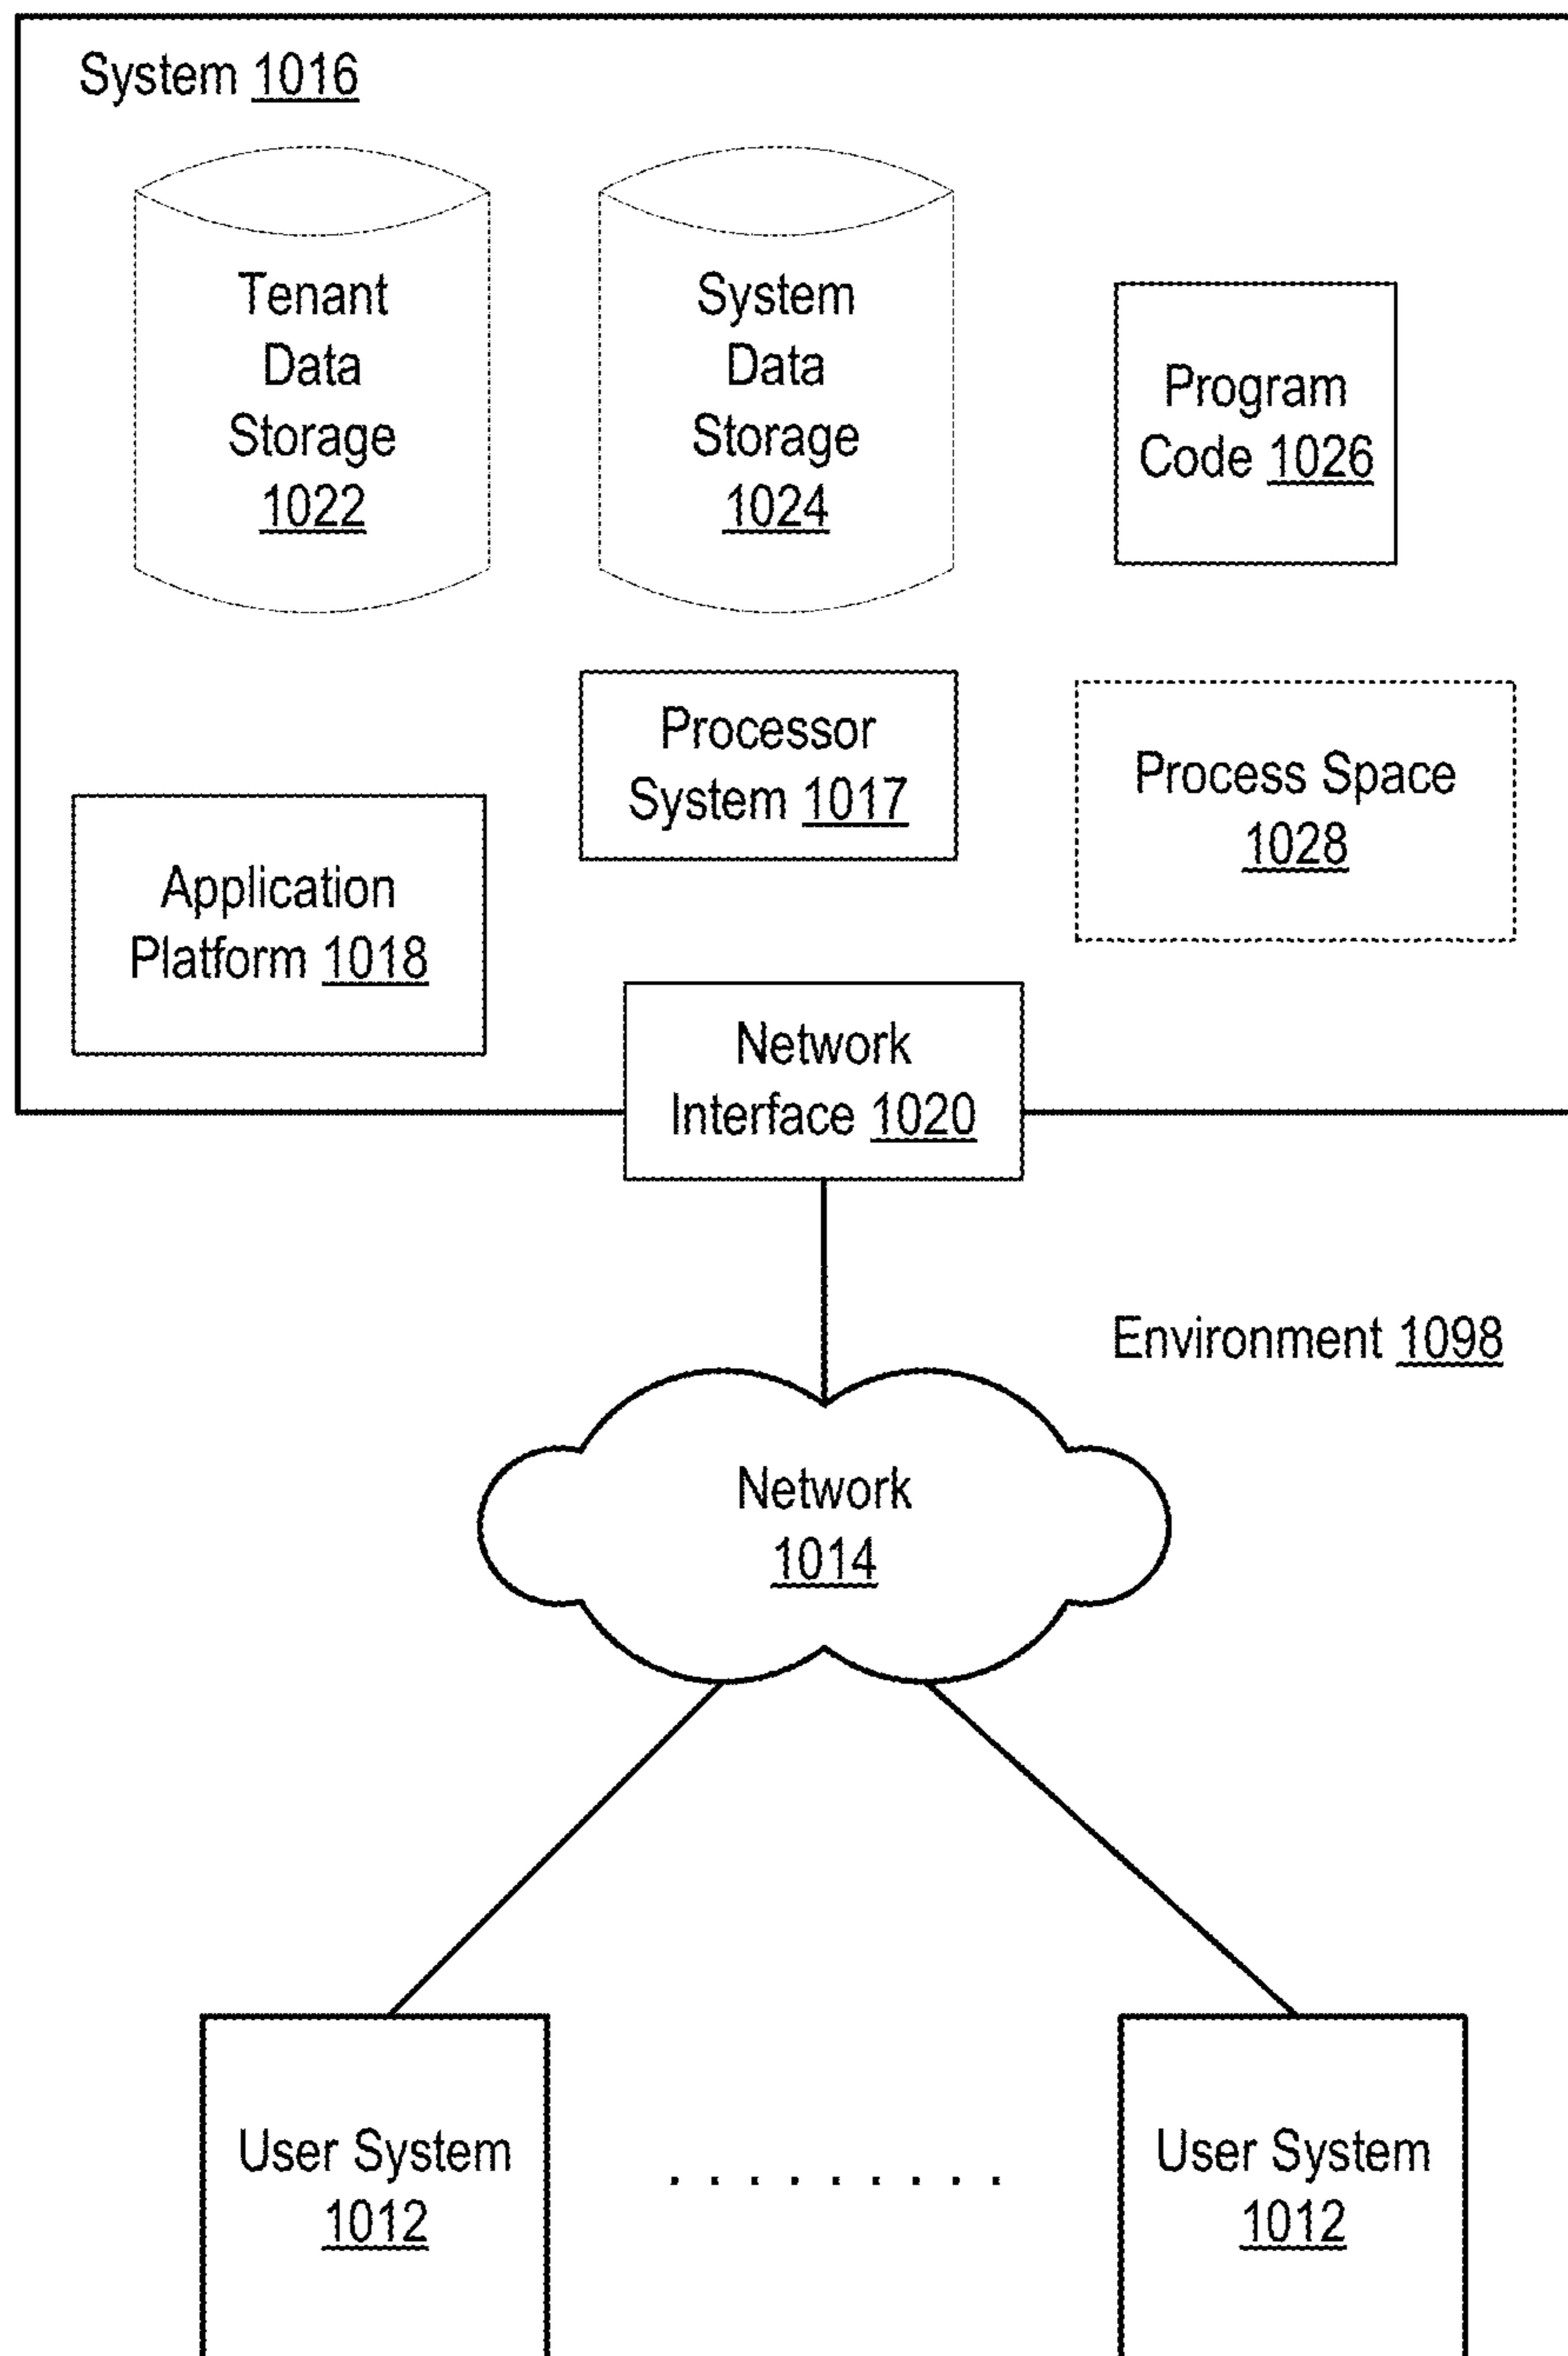 System 1016
Tenant
Data
Storage
1022
System
Data
Storage
1024
Program
Code 1026
Processor
System 1017
Process Space
1028
Application
Platform 1018
Network
Interface 1020
Environment 1098
Network
1014
User System
1012
.........
User System
1012